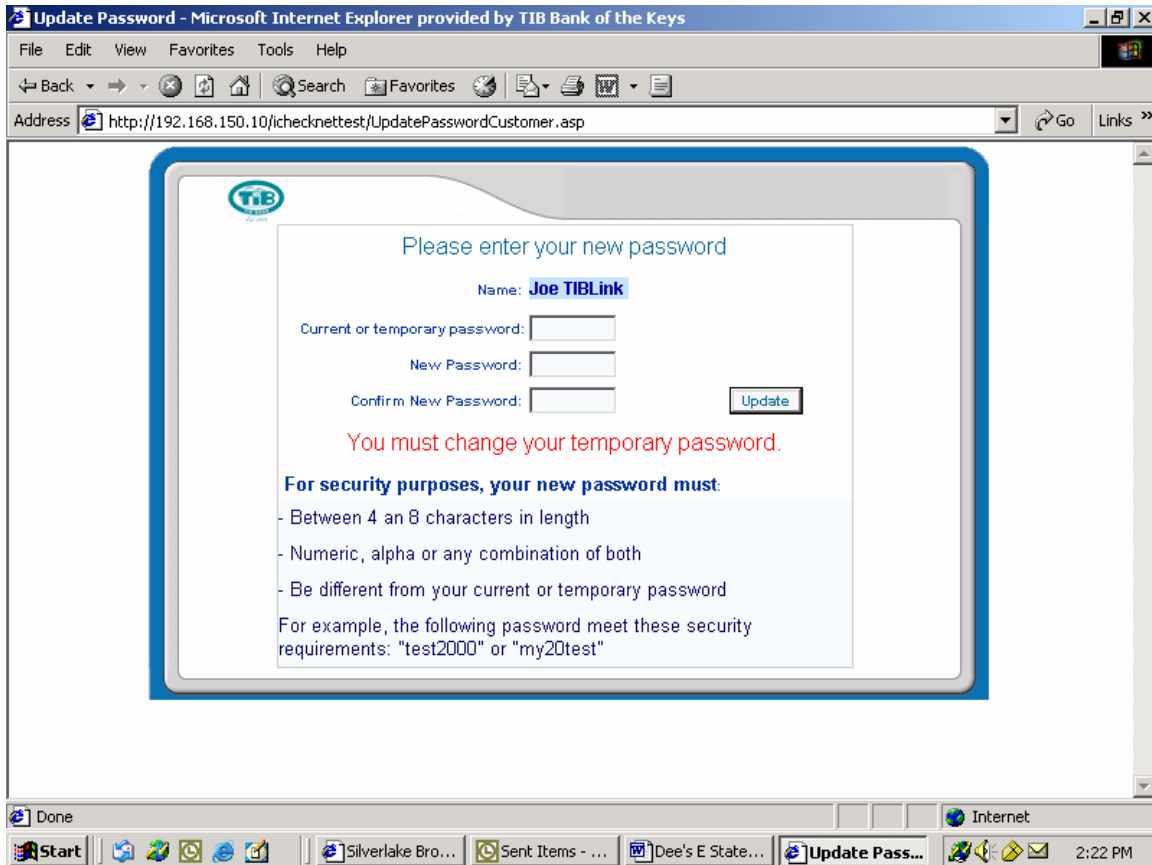 Update Password - Microsoft Internet Explorer provided by TIB Bank of the Keys
File Edit View Favorites Tools Help
Back Search Favorites
Address http://192.168.150.10/ichecknettest/UpdatePasswordCustomer.asp Go Links »
TIB
Please enter your new password
Name: Joe TIBLink
Current or temporary password:
New Password:
Confirm New Password: Update
You must change your temporary password.
For security purposes, your new password must:
- Between 4 an 8 characters in length
- Numeric, alpha or any combination of both
- Be different from your current or temporary password
For example, the following password meet these security
requirements: "test2000" or "my20test"
Done Internet
Start Silverlake Bro... Sent Items - ... Dee's E State... Update Pass... 2:22 PM